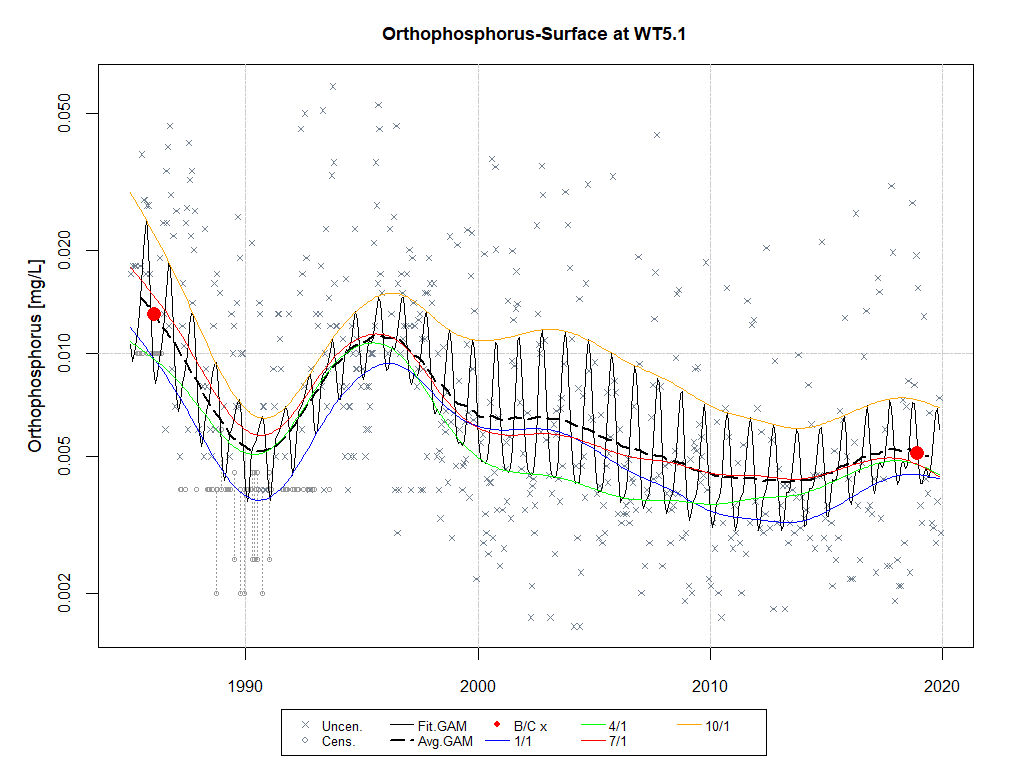 Orthophosphorus-Surface at WT5.1
Orthophosphorus [mg/L]
0.050
0.020
0.010
0.005
0.002
1990 2000 2010 2020
Uncen. Fit.GAM B/C x 4/1 10/1
Cens. Avg.GAM 1/1 7/1